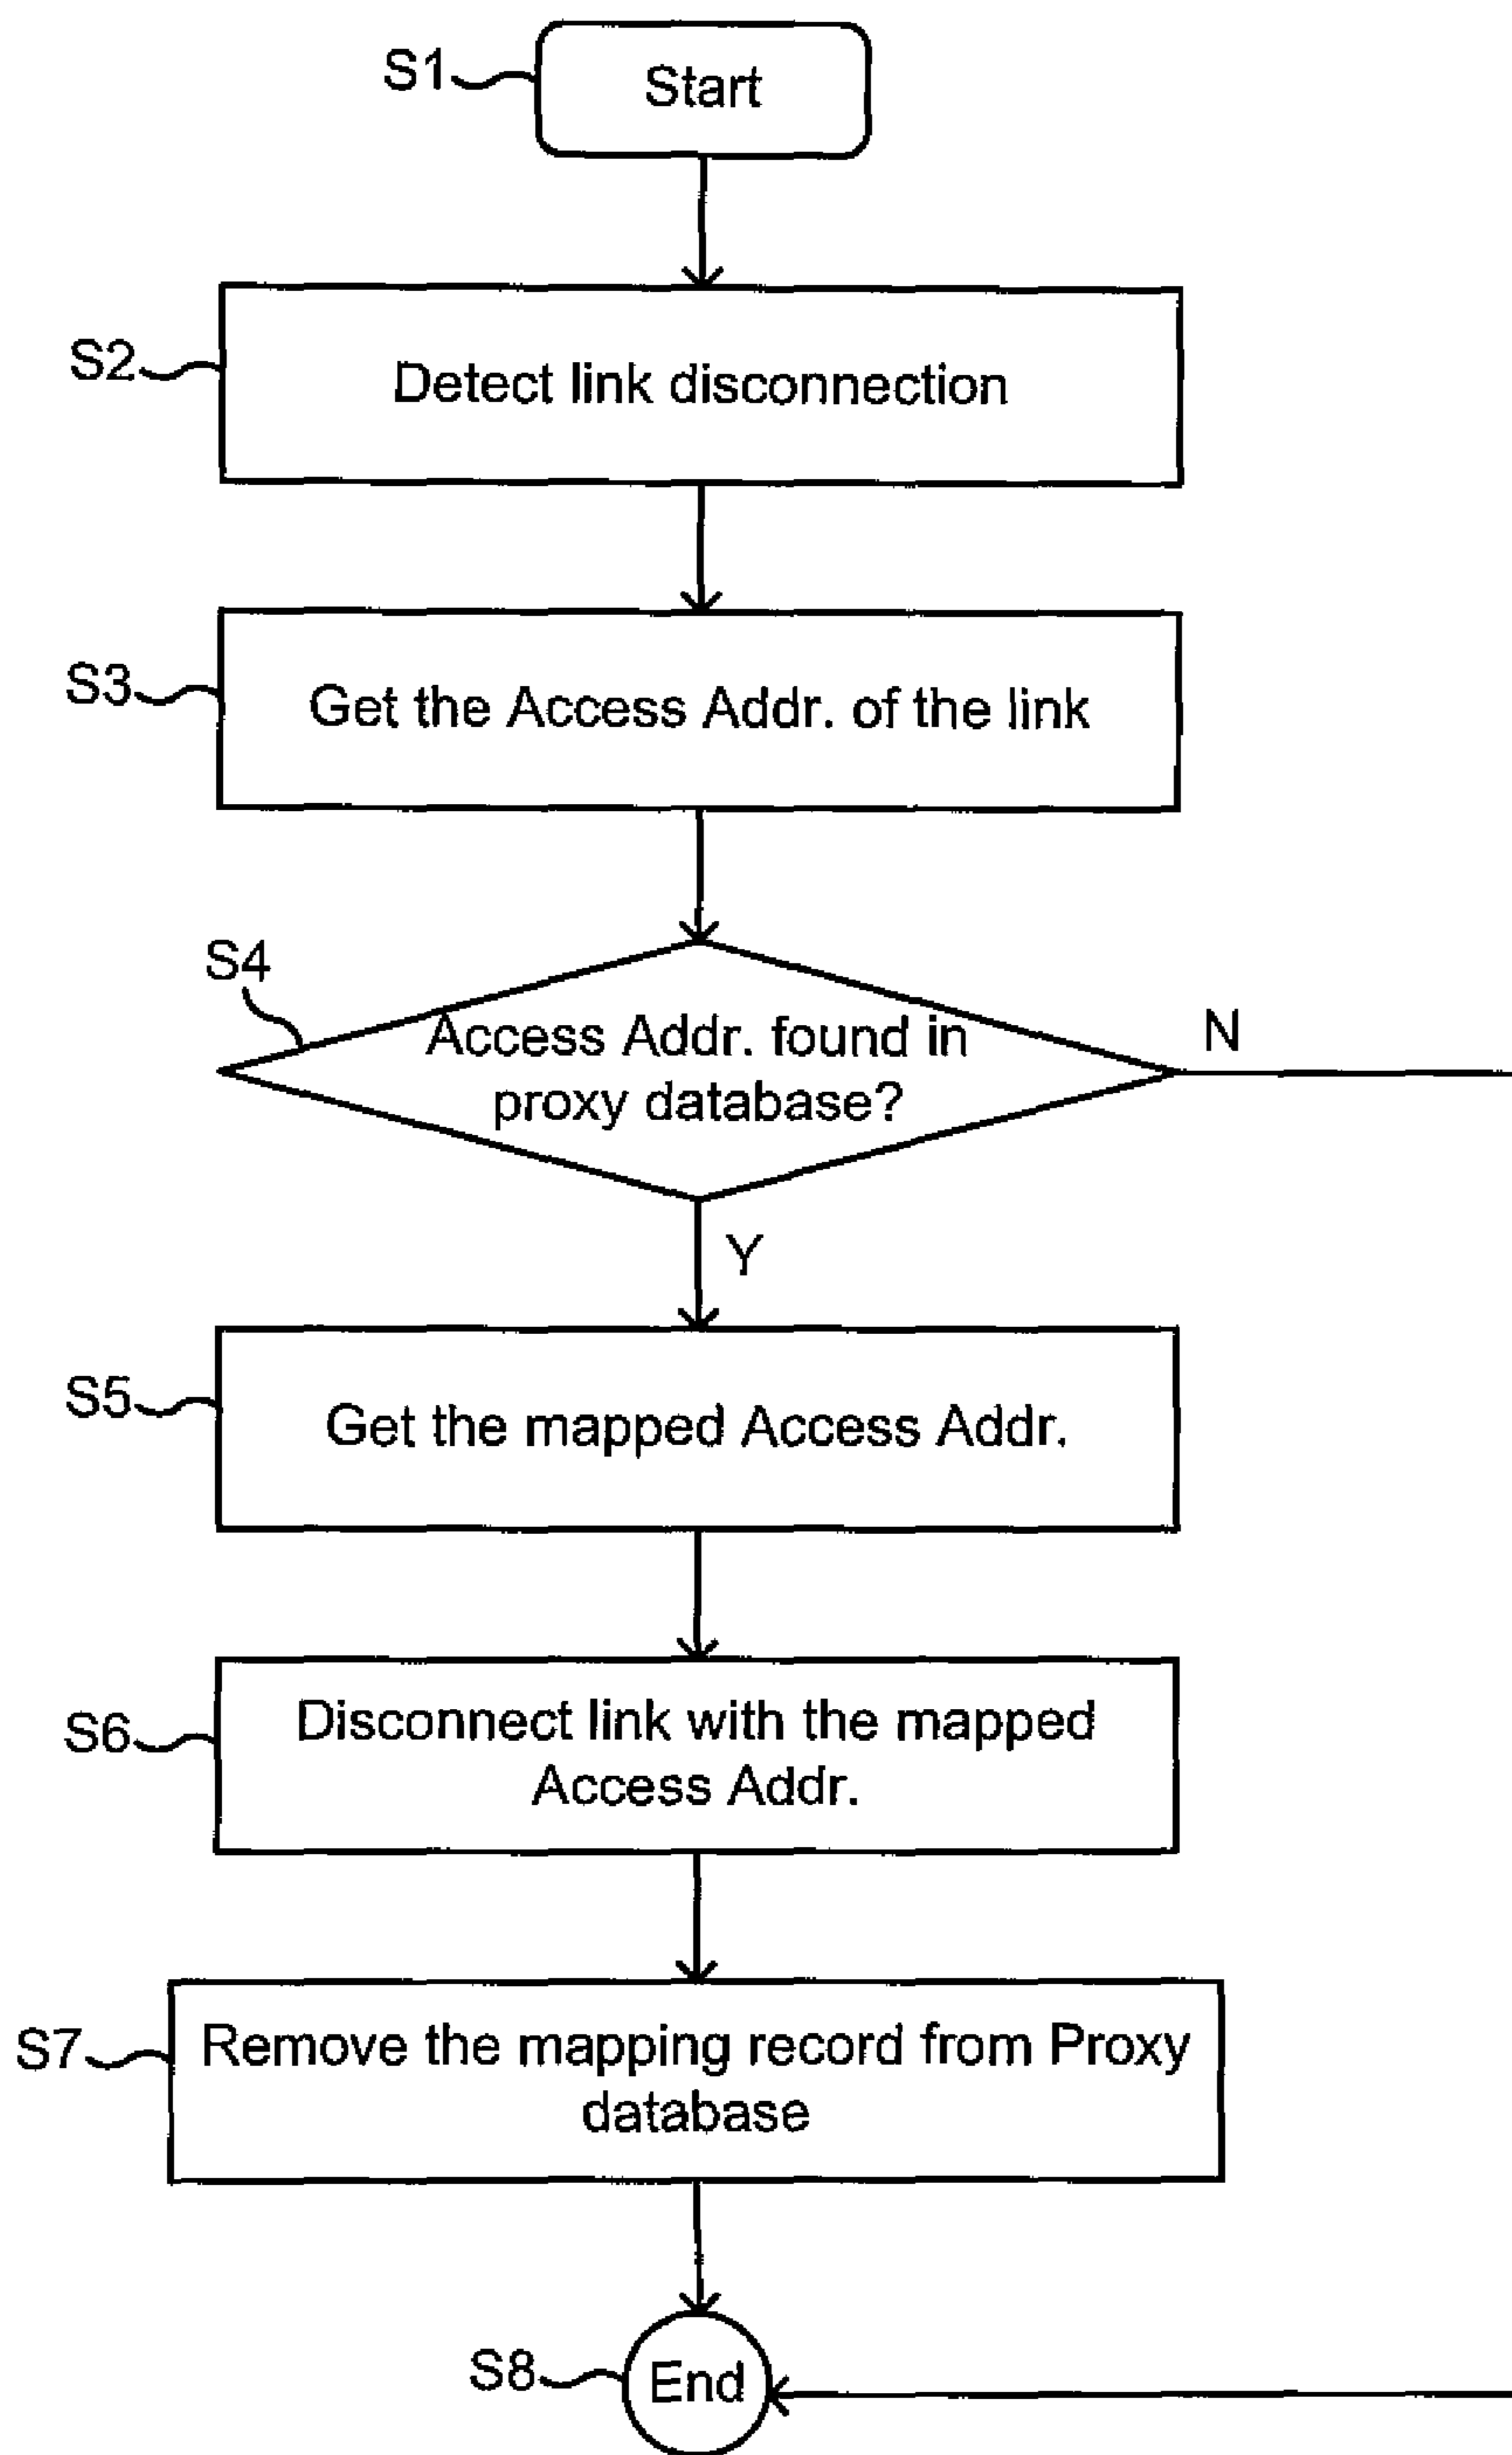 S1
Start
S2
Detect link disconnection
S3
Get the Access Addr. of the link
S4
Access Addr. found in
proxy database?
N
Y
S5
Get the mapped Access Addr.
S6
Disconnect link with the mapped
Access Addr.
S7
Remove the mapping record from Proxy
database
S8
End